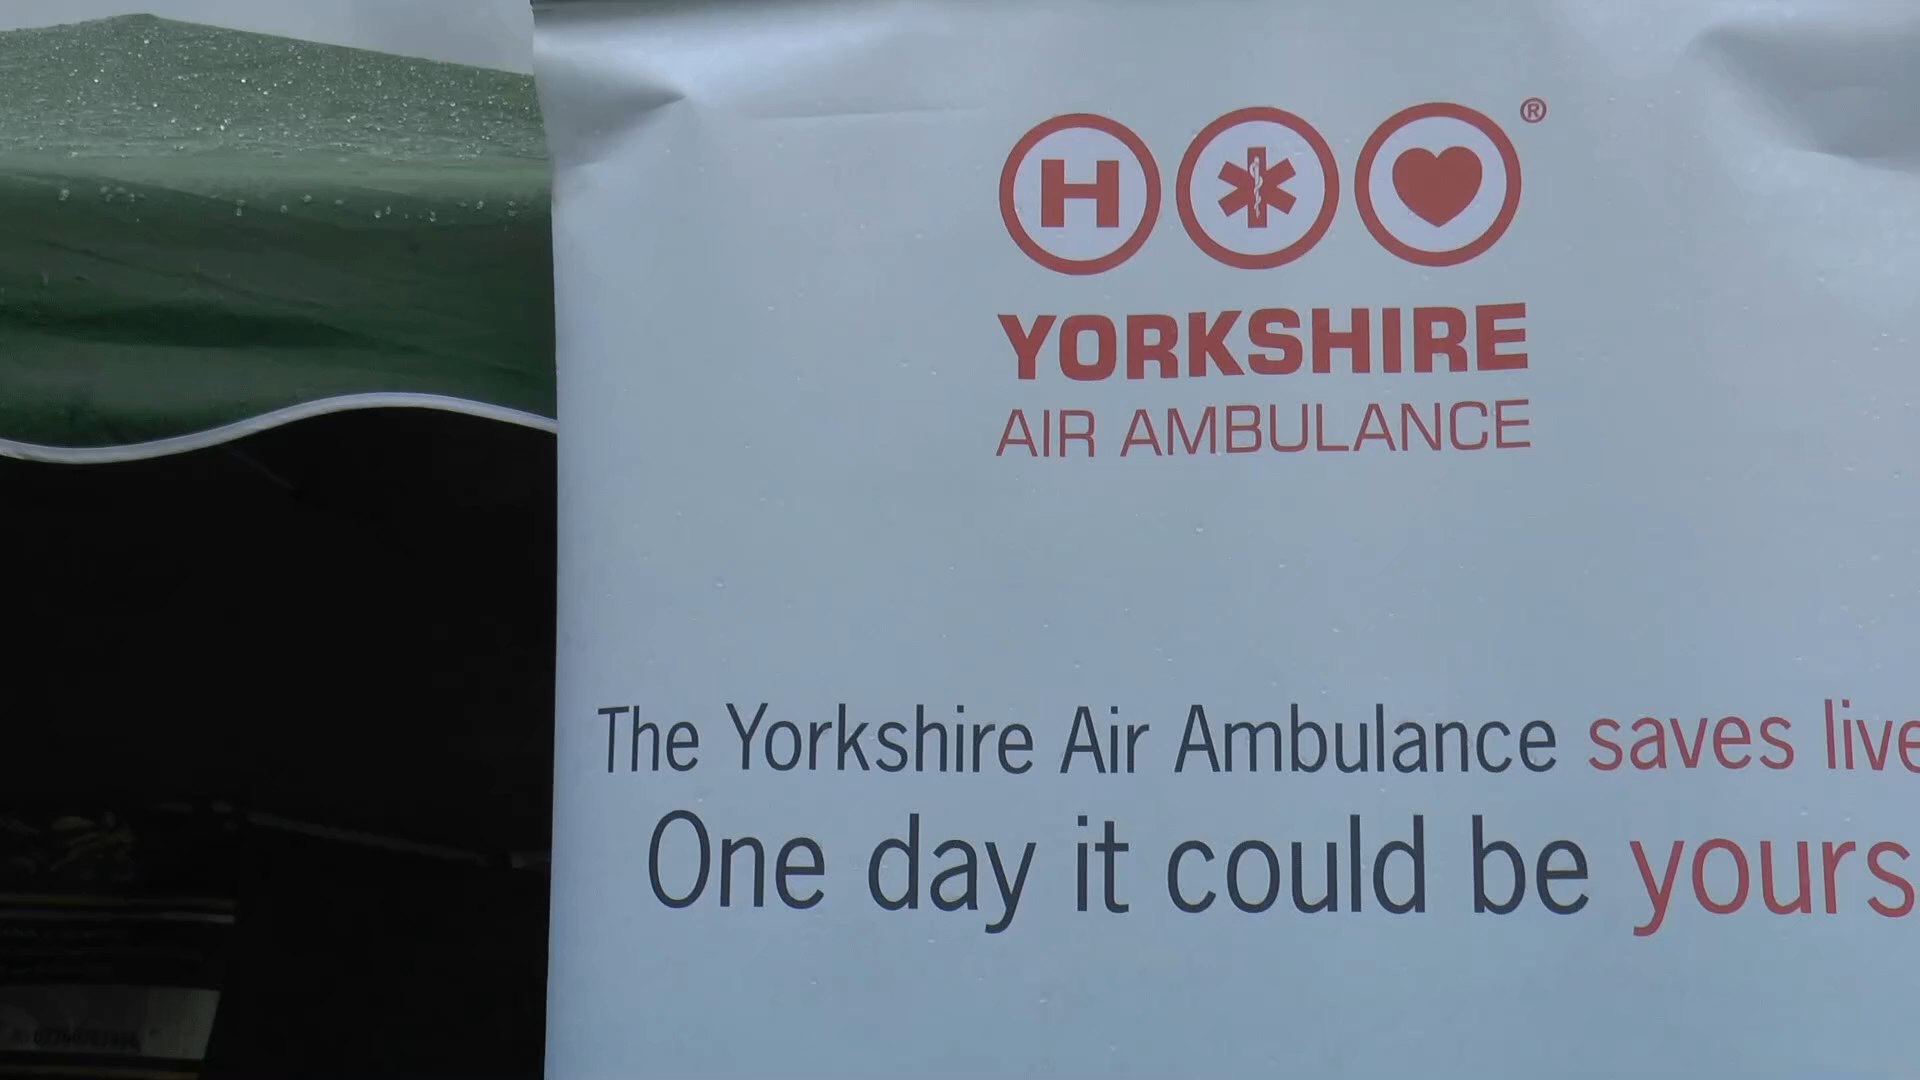 H ®
YORKSHIRE
AIR AMBULANCE
The Yorkshire Air Ambulance saves live
One day it could be yours